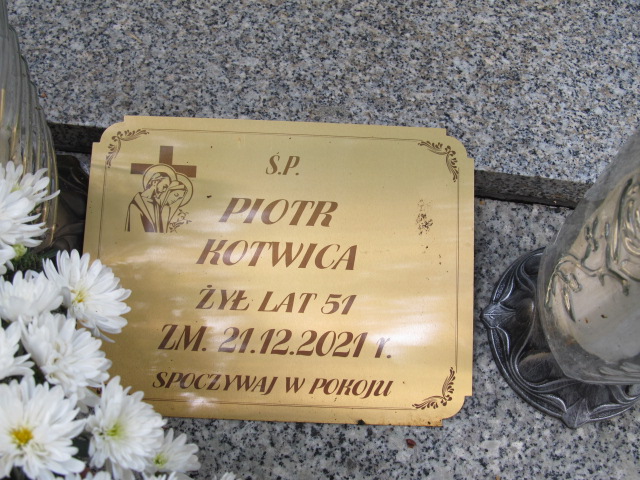 Ś.P.
PIOTR
KOTWICA
ŻYŁ LAT 51
ZM. 21.12.2021 r.
SPOCZYWAJ W POKOJU